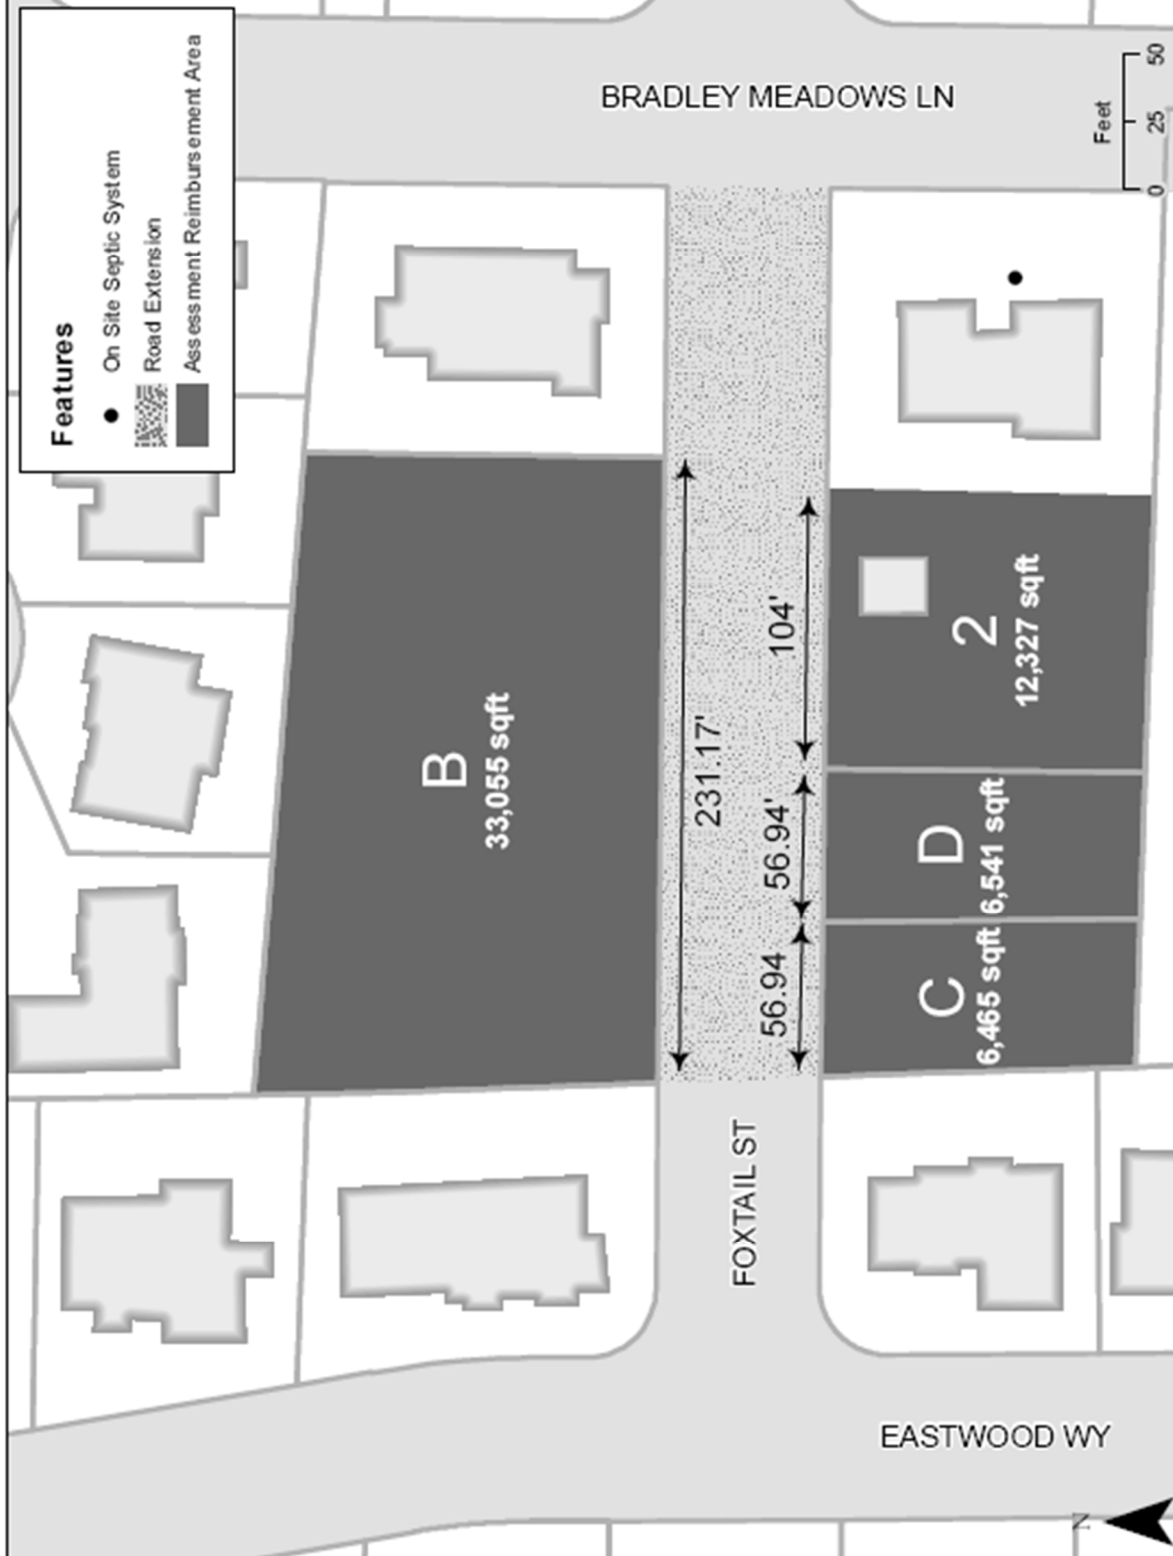 Features
On Site Septic System
Road Extension
Assessment Reimbursement Area
BRADLEY MEADOWS LN
Feet
0 25 50
B
33,055 sqft
231.17'
104'
56.94'
56.94
2
12,327 sqft
D
6,541 sqft
C
6,465 sqft
FOXTAIL ST
EASTWOOD WY
N